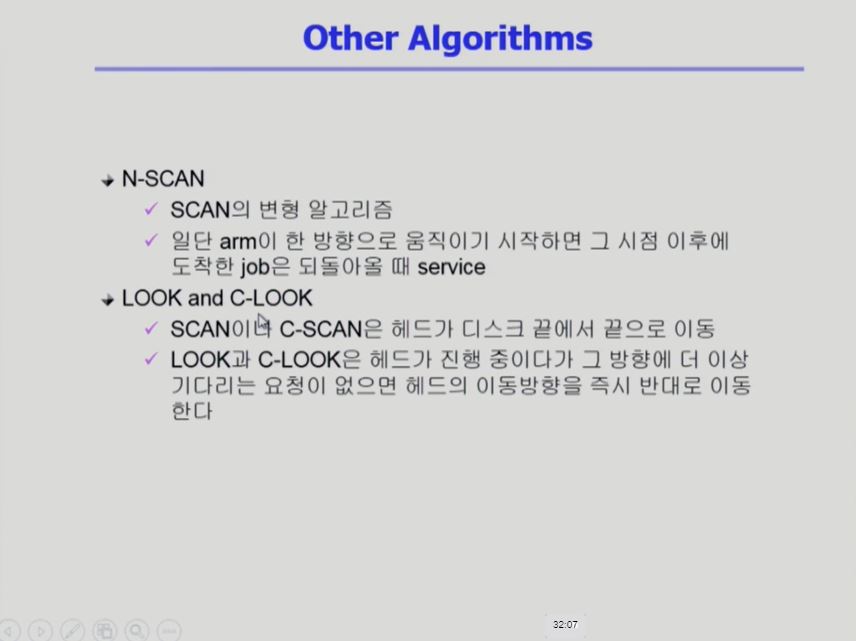 Other Algorithms
N-SCAN
SCAN의 변형 알고리즘
일단 arm이 한 방향으로 움직이기 시작하면 그 시점 이후에
도착한 job은 되돌아올 때 service
LOOK and C-LOOK
SCAN이나 C-SCAN은 헤드가 디스크 끝에서 끝으로 이동
LOOK과 C-LOOK은 헤드가 진행 중이다가 그 방향에 더 이상
기다리는 요청이 없으면 헤드의 이동방향을 즉시 반대로 이동
한다
32:07